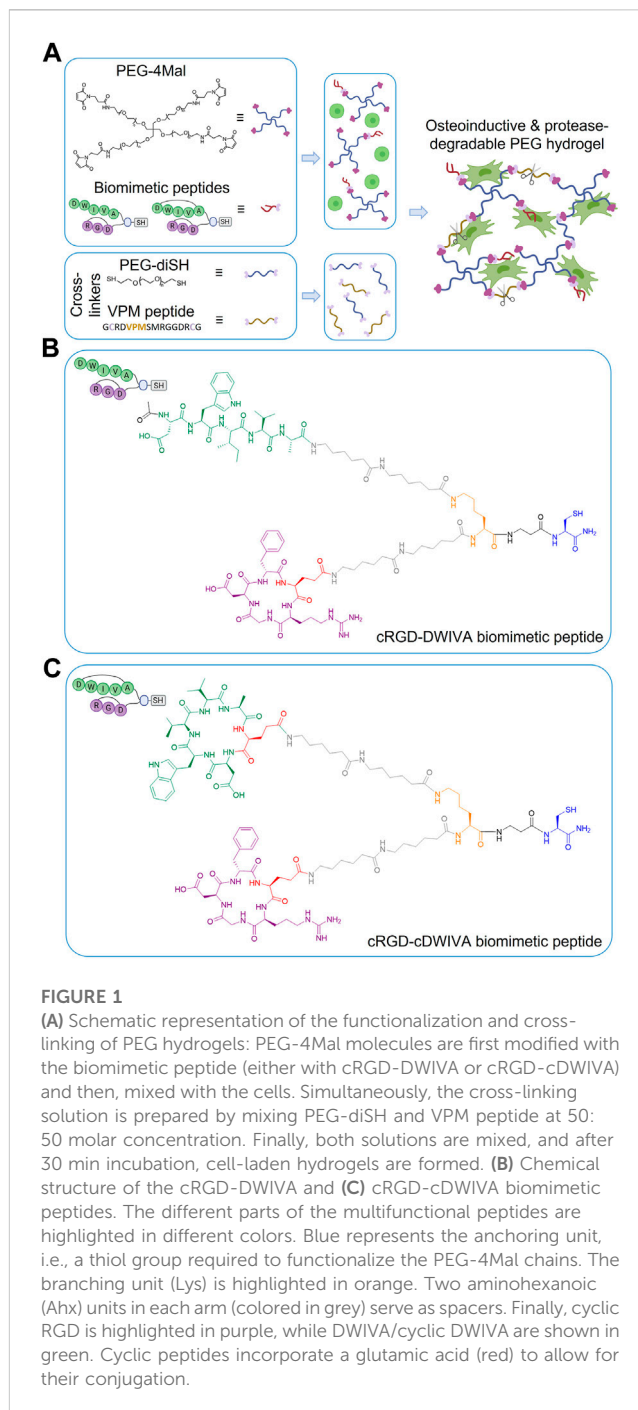 A
PEG-4Mal
Biomimetic peptides
D W I V A
R G D
SH
D W I V A
R G D
SH
Cross-
linkers
PEG-diSH
VPM peptide
GCRDVPMSMRGGDRCG
Osteoinductive & protease-
degradable PEG hydrogel
B
D W I V A
R G D
SH
cRGD-DWIVA biomimetic peptide
C
D W I V A
R G D
SH
cRGD-cDWIVA biomimetic peptide
FIGURE 1
(A) Schematic representation of the functionalization and cross-
linking of PEG hydrogels: PEG-4Mal molecules are first modified with
the biomimetic peptide (either with cRGD-DWIVA or cRGD-cDWIVA)
and then, mixed with the cells. Simultaneously, the cross-linking
solution is prepared by mixing PEG-diSH and VPM peptide at 50:
50 molar concentration. Finally, both solutions are mixed, and after
30 min incubation, cell-laden hydrogels are formed. (B) Chemical
structure of the cRGD-DWIVA and (C) cRGD-cDWIVA biomimetic
peptides. The different parts of the multifunctional peptides are
highlighted in different colors. Blue represents the anchoring unit,
i.e., a thiol group required to functionalize the PEG-4Mal chains. The
branching unit (Lys) is highlighted in orange. Two aminohexanoic
(Ahx) units in each arm (colored in grey) serve as spacers. Finally, cyclic
RGD is highlighted in purple, while DWIVA/cyclic DWIVA are shown in
green. Cyclic peptides incorporate a glutamic acid (red) to allow for
their conjugation.